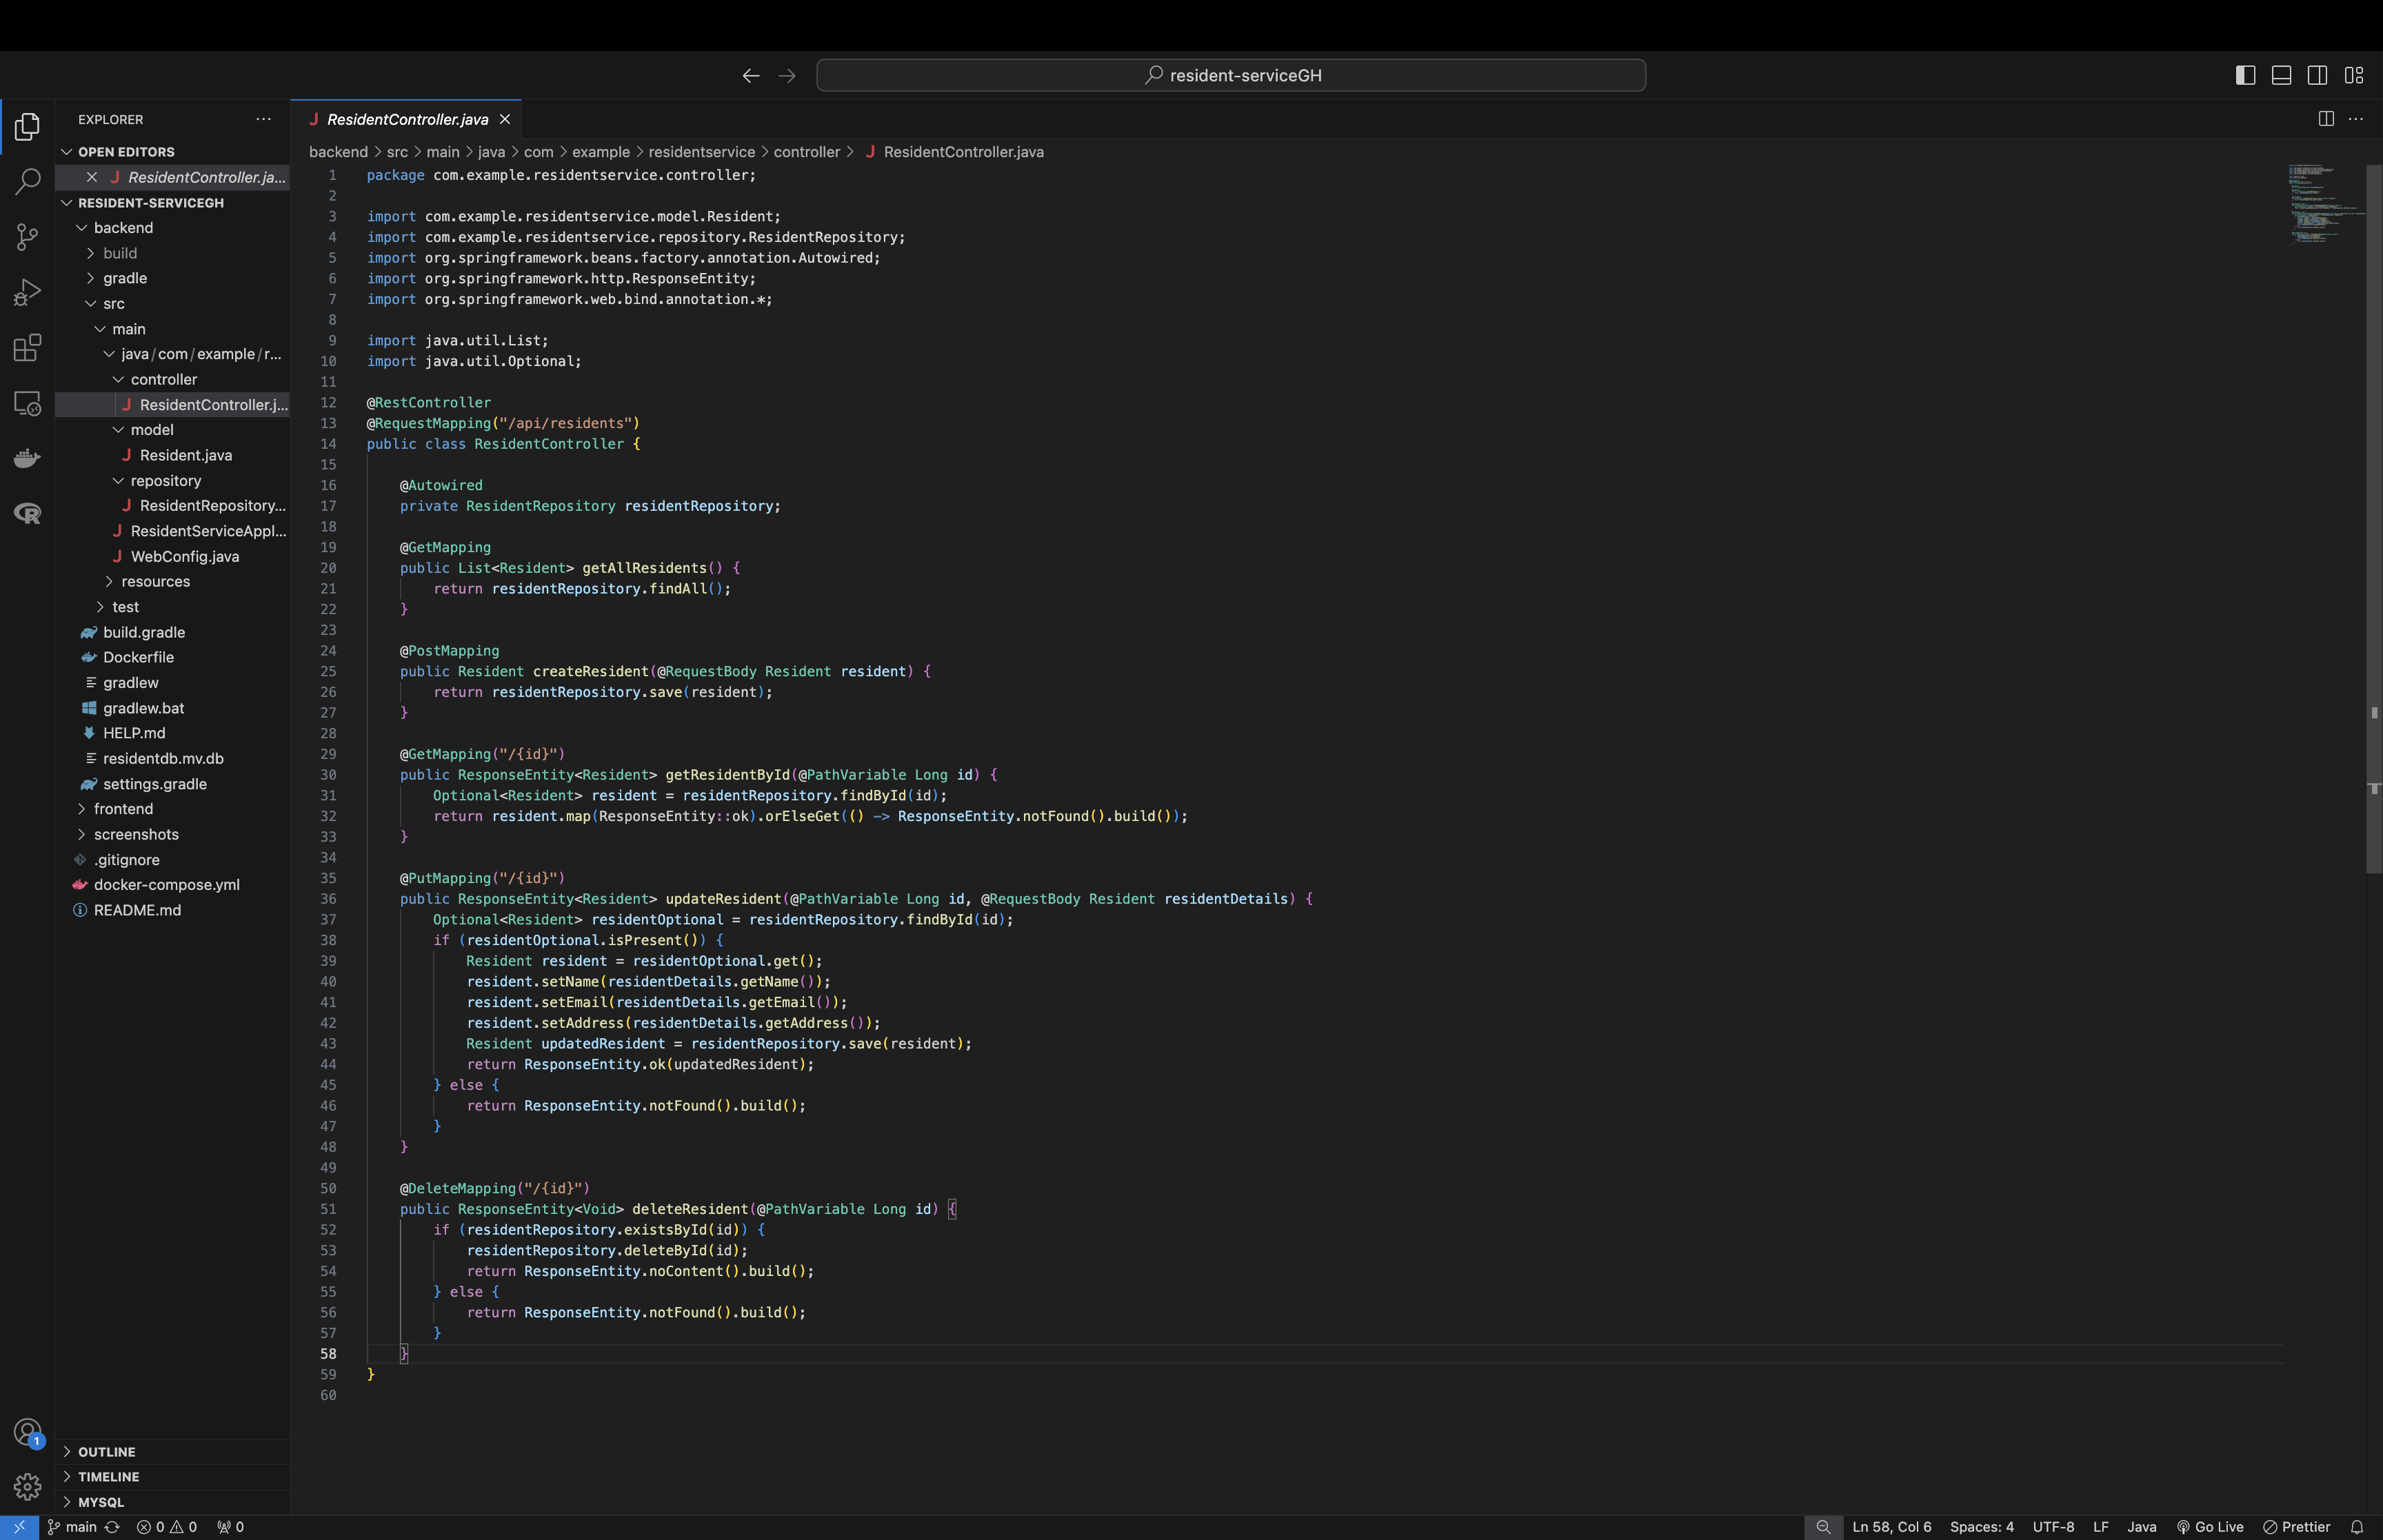 resident-serviceGH
EXPLORER
OPEN EDITORS
ResidentController.ja...
RESIDENT-SERVICEGH
backend
build
gradle
src
main
java/com/example/r...
controller
ResidentController.j...
model
Resident.java
repository
ResidentRepository...
ResidentServiceAppl...
WebConfig.java
resources
test
build.gradle
Dockerfile
gradlew
gradlew.bat
HELP.md
residentdb.mv.db
settings.gradle
frontend
screenshots
.gitignore
docker-compose.yml
README.md
OUTLINE
TIMELINE
MYSQL
1
ResidentController.java
backend > src > main > java > com > example > residentservice > controller > J ResidentController.java
1 package com.example.residentservice.controller;
2
3 import com.example.residentservice.model.Resident;
4 import com.example.residentservice.repository.ResidentRepository;
5 import org.springframework.beans.factory.annotation.Autowired;
6 import org.springframework.http.ResponseEntity;
7 import org.springframework.web.bind.annotation.*;
8
9 import java.util.List;
10 import java.util.Optional;
11
12 @RestController
13 @RequestMapping("/api/residents")
14 public class ResidentController {
15
16     @Autowired
17     private ResidentRepository residentRepository;
18
19     @GetMapping
20     public List<Resident> getAllResidents() {
21         return residentRepository.findAll();
22     }
23
24     @PostMapping
25     public Resident createResident(@RequestBody Resident resident) {
26         return residentRepository.save(resident);
27     }
28
29     @GetMapping("/{id}")
30     public ResponseEntity<Resident> getResidentById(@PathVariable Long id) {
31         Optional<Resident> resident = residentRepository.findById(id);
32         return resident.map(ResponseEntity::ok).orElseGet(() -> ResponseEntity.notFound().build());
33     }
34
35     @PutMapping("/{id}")
36     public ResponseEntity<Resident> updateResident(@PathVariable Long id, @RequestBody Resident residentDetails) {
37         Optional<Resident> residentOptional = residentRepository.findById(id);
38         if (residentOptional.isPresent()) {
39             Resident resident = residentOptional.get();
40             resident.setName(residentDetails.getName());
41             resident.setEmail(residentDetails.getEmail());
42             resident.setAddress(residentDetails.getAddress());
43             Resident updatedResident = residentRepository.save(resident);
44             return ResponseEntity.ok(updatedResident);
45         } else {
46             return ResponseEntity.notFound().build();
47         }
48     }
49
50     @DeleteMapping("/{id}")
51     public ResponseEntity<Void> deleteResident(@PathVariable Long id) {
52         if (residentRepository.existsById(id)) {
53             residentRepository.deleteById(id);
54             return ResponseEntity.noContent().build();
55         } else {
56             return ResponseEntity.notFound().build();
57         }
58     }
59 }
60
main 0 0 0 Ln 58, Col 6 Spaces: 4 UTF-8 LF Java Go Live Prettier